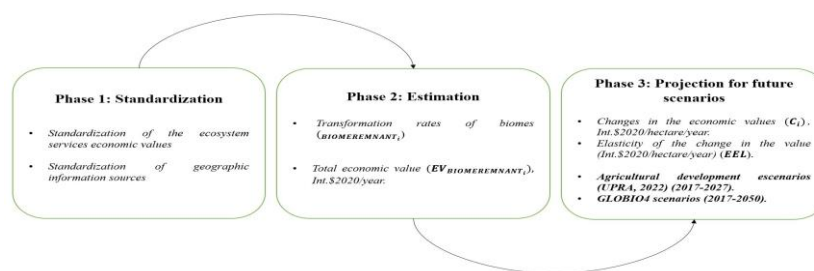 Phase 1: Standardization
• Standardization of the ecosystem
services economic values
• Standardization of geographic
information sources
Phase 2: Estimation
• Transformation rates of biomes
(BIOMEREMNANTᵢ)
• Total economic value (EV_BIOMEREMNANTᵢ),
Int.$2020/year.
Phase 3: Projection for future
scenarios
• Changes in the economic values (Cᵢ),
Int.$2020/hectare/year.
• Elasticity of the change in the value
(Int.$2020/hectare/year) (EEL).
• Agricultural development escenarios
(UPRA, 2022) (2017-2027).
• GLOBIO4 scenarios (2017-2050).